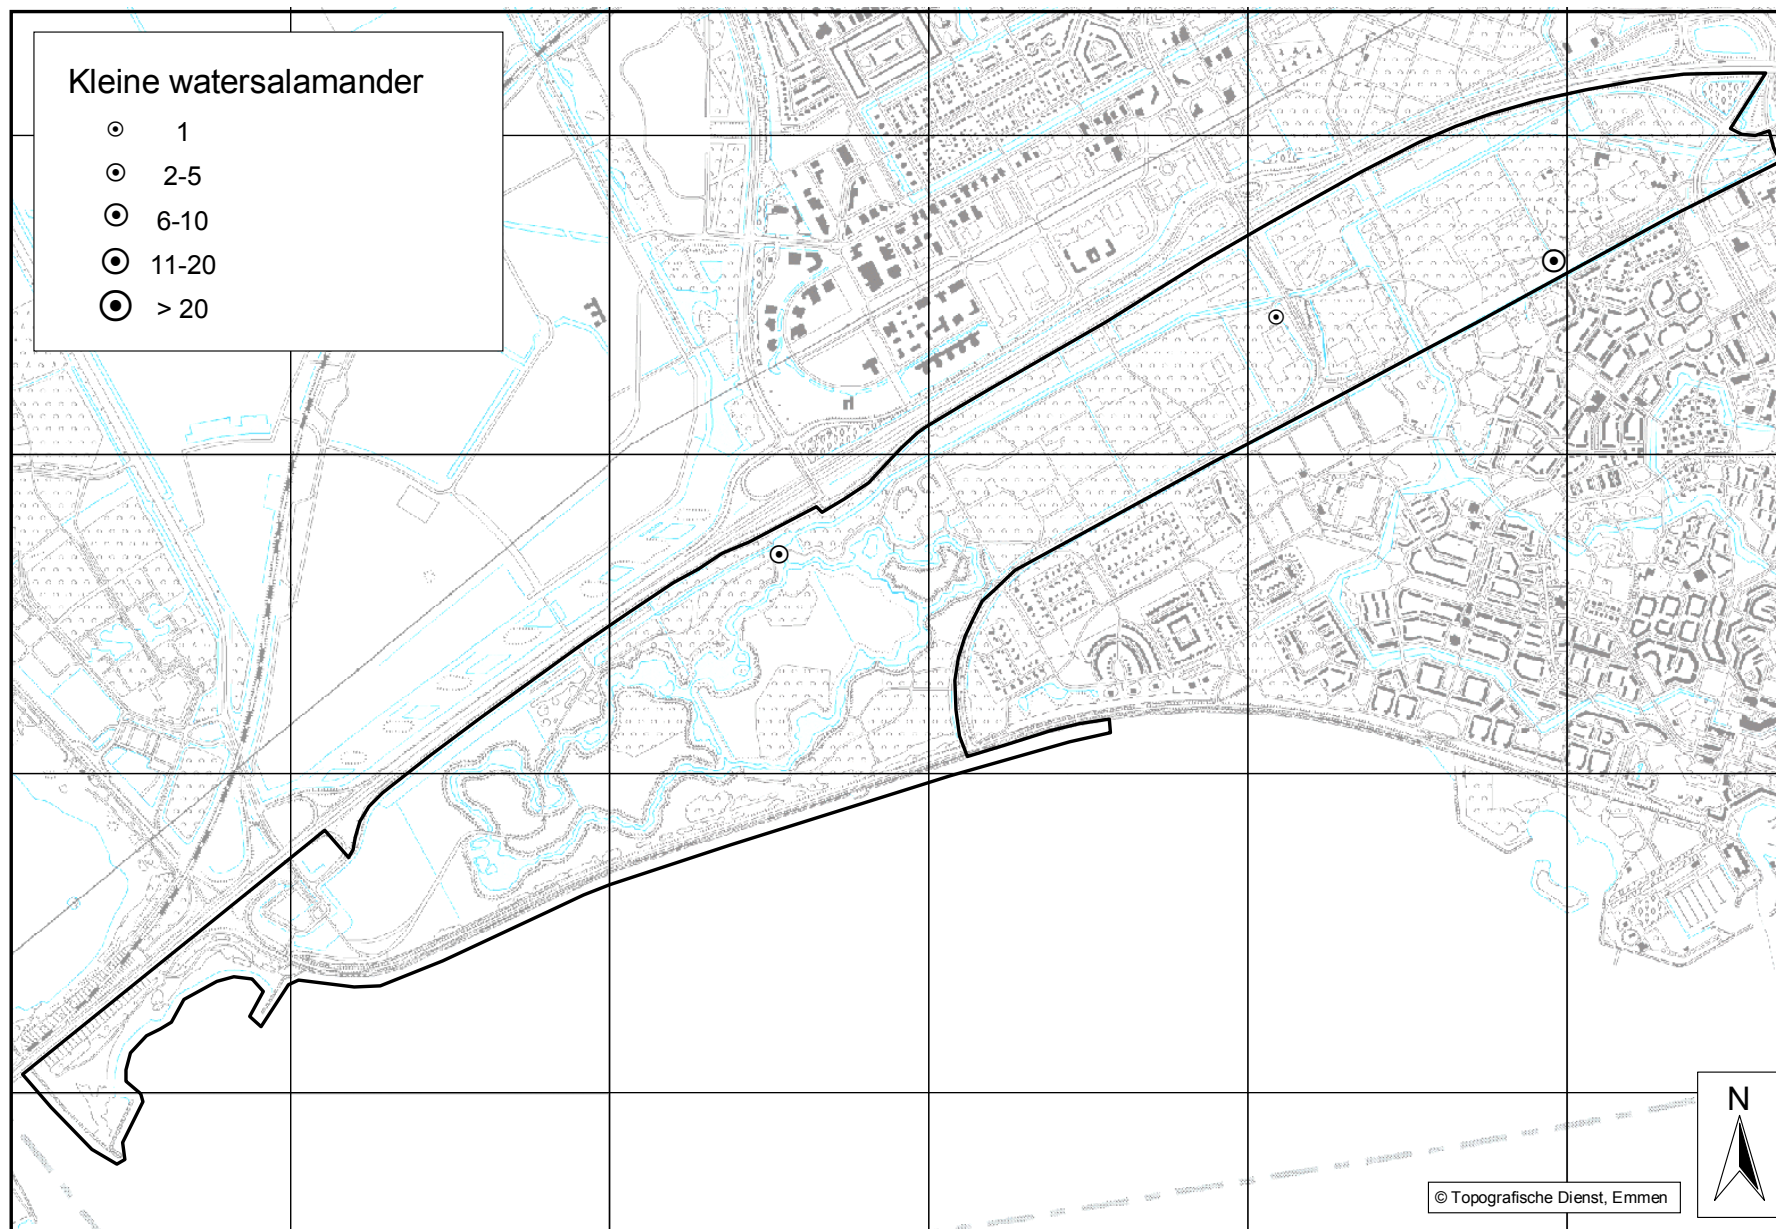 Kleine watersalamander
1
2-5
6-10
11-20
> 20
N
© Topografische Dienst, Emmen